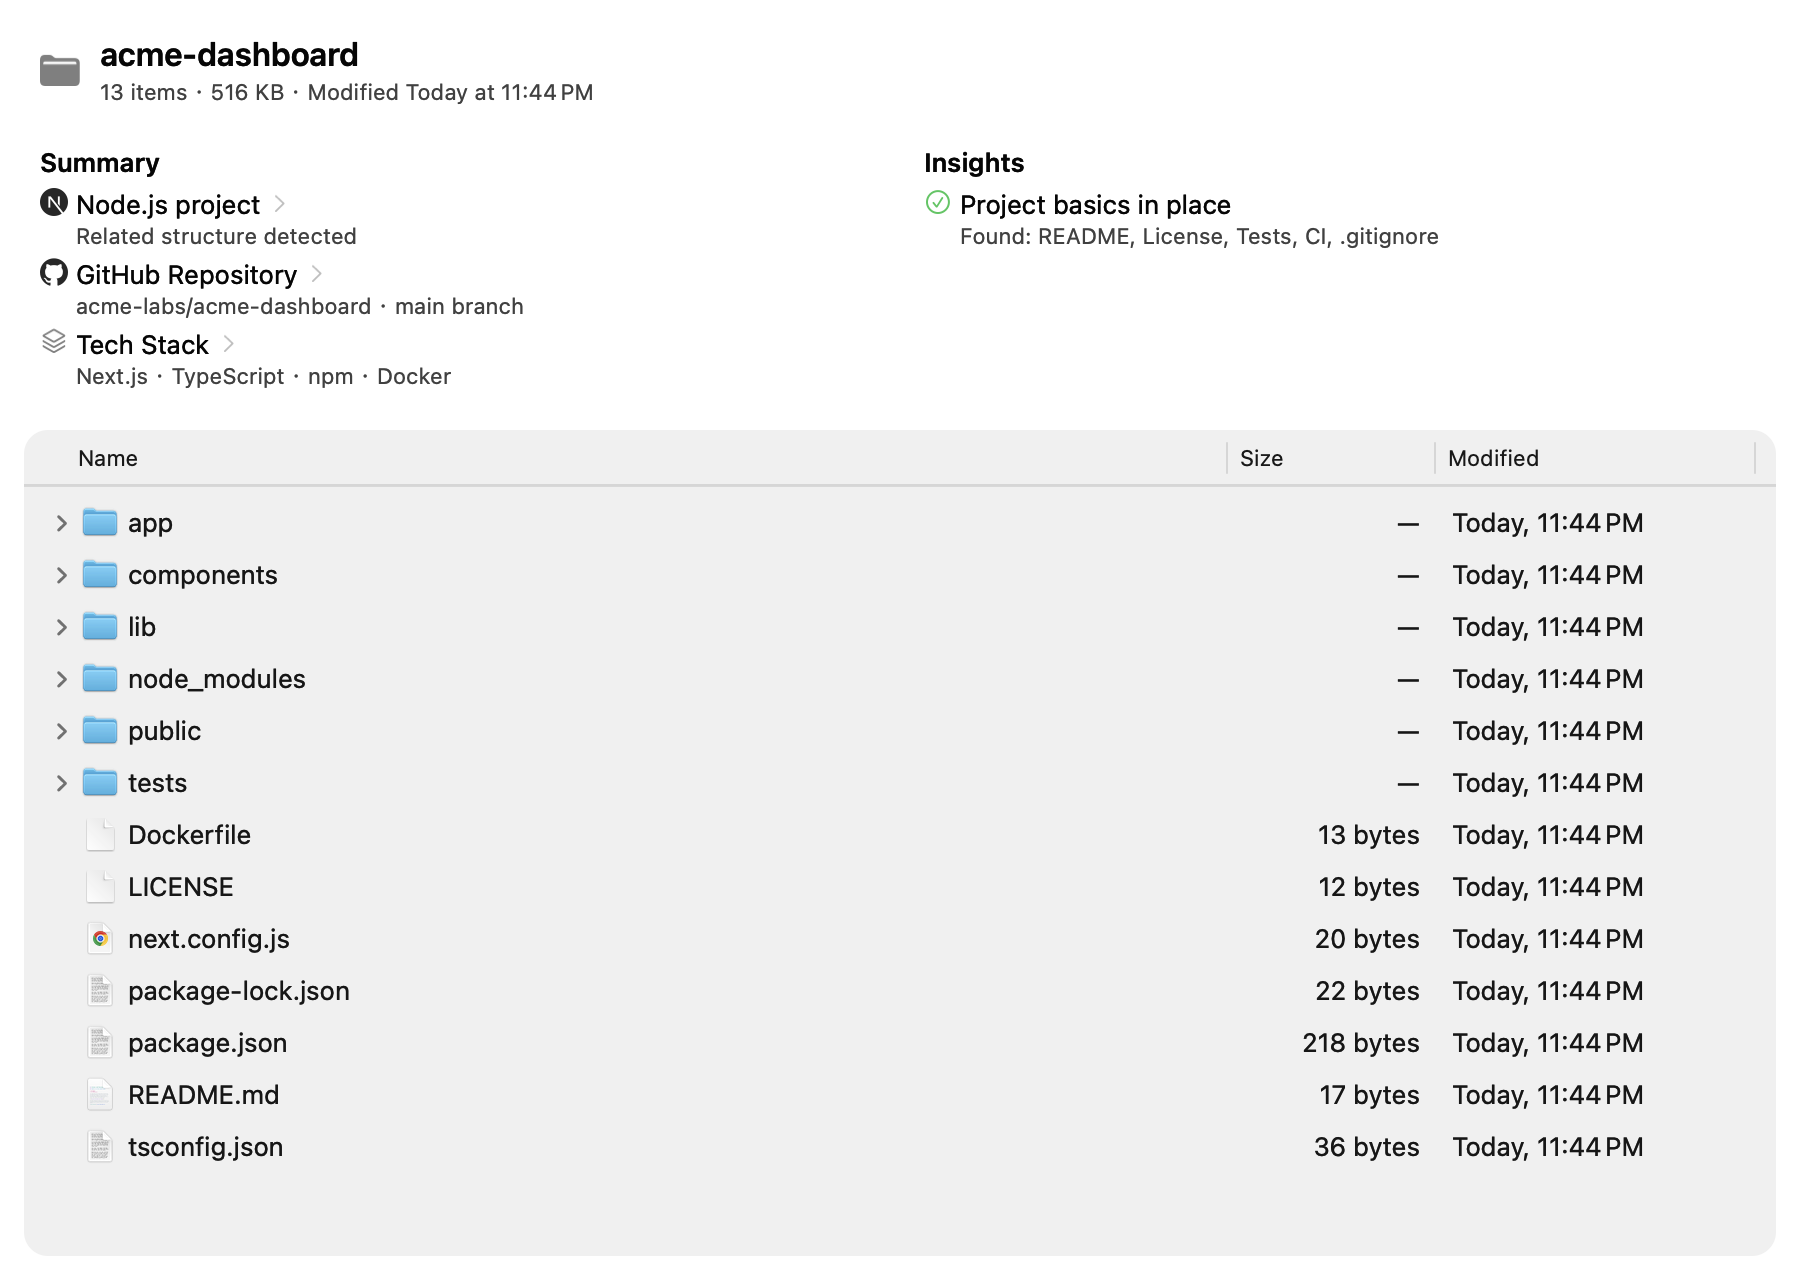 acme-dashboard
13 items · 516 KB · Modified Today at 11:44 PM
Summary
Node.js project
Related structure detected
GitHub Repository
acme-labs/acme-dashboard · main branch
Tech Stack
Next.js · TypeScript · npm · Docker
Insights
Project basics in place
Found: README, License, Tests, CI, .gitignore
Name Size Modified
app — Today, 11:44 PM
components — Today, 11:44 PM
lib — Today, 11:44 PM
node_modules — Today, 11:44 PM
public — Today, 11:44 PM
tests — Today, 11:44 PM
Dockerfile 13 bytes Today, 11:44 PM
LICENSE 12 bytes Today, 11:44 PM
next.config.js 20 bytes Today, 11:44 PM
package-lock.json 22 bytes Today, 11:44 PM
package.json 218 bytes Today, 11:44 PM
README.md 17 bytes Today, 11:44 PM
tsconfig.json 36 bytes Today, 11:44 PM